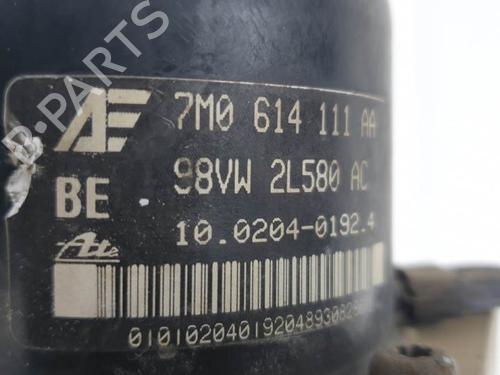 7M0 614 111 AA
98VW 2L580 AC
BE
10.0204-0192.4
Ate
R-PARTS